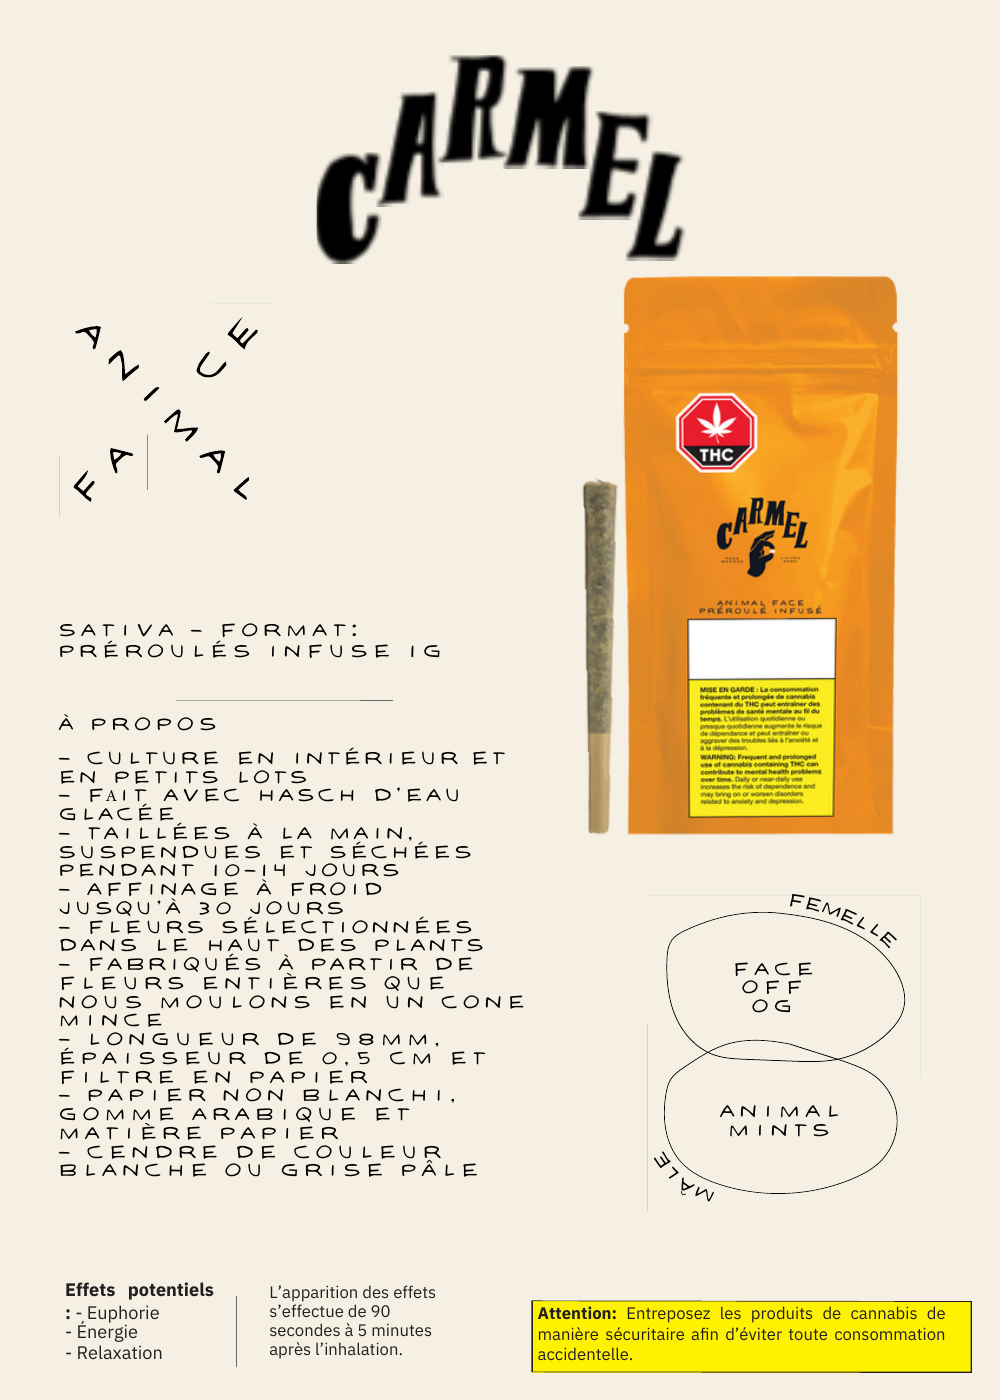 CARMEL
ANIMAL
FACE
THC
CARMEL
ANIMAL FACE
PRÉROULÉ INFUSÉ
MISE EN GARDE : La consommation
fréquente et prolongée de cannabis
contenant du THC peut entraîner des
problèmes de santé mentale au fil du
temps. L'utilisation quotidienne ou
presque quotidienne augmente le risque
de dépendance et peut entraîner ou
aggraver des troubles liés à l'anxiété et
à la dépression.
WARNING: Frequent and prolonged
use of cannabis containing THC can
contribute to mental health problems
over time. Daily or near-daily use
increases the risk of dependence and
may bring on or worsen disorders
related to anxiety and depression.
SATIVA - FORMAT:
PRÉROULÉS INFUSE 1G
À PROPOS
- CULTURE EN INTÉRIEUR ET
EN PETITS LOTS
- FAIT AVEC HASCH D'EAU
GLACÉE
- TAILLÉES À LA MAIN,
SUSPENDUES ET SÉCHÉES
PENDANT 10-14 JOURS
- AFFINAGE À FROID
JUSQU'À 30 JOURS
- FLEURS SÉLECTIONNÉES
DANS LE HAUT DES PLANTS
- FABRIQUÉS À PARTIR DE
FLEURS ENTIÈRES QUE
NOUS MOULONS EN UN CONE
MINCE
- LONGUEUR DE 98MM,
ÉPAISSEUR DE 0,5 CM ET
FILTRE EN PAPIER
- PAPIER NON BLANCHI,
GOMME ARABIQUE ET
MATIÈRE PAPIER
- CENDRE DE COULEUR
BLANCHE OU GRISE PÂLE
FEMELLE
FACE
OFF
OG
ANIMAL
MINTS
MÂLE
Effets potentiels
: - Euphorie
- Énergie
- Relaxation
L'apparition des effets
s'effectue de 90
secondes à 5 minutes
après l'inhalation.
Attention: Entreposez les produits de cannabis de
manière sécuritaire afin d'éviter toute consommation
accidentelle.